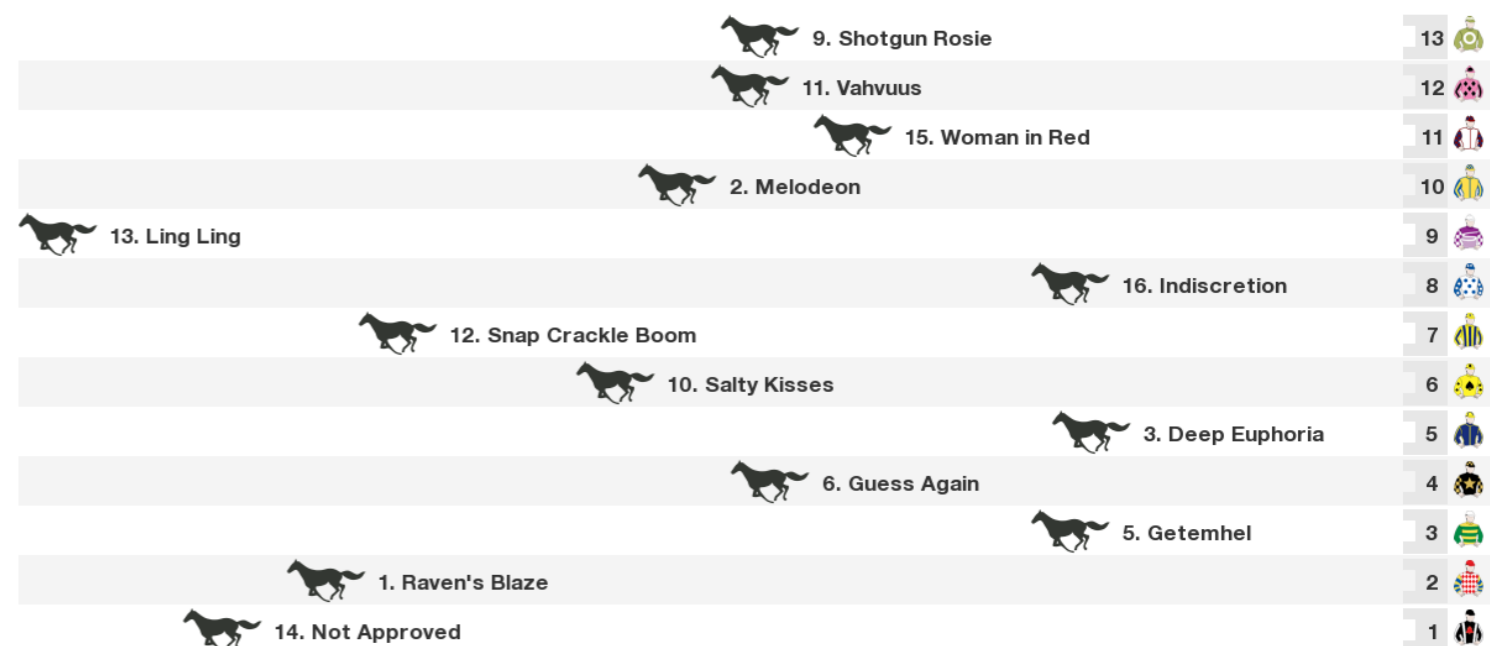 9. Shotgun Rosie 13
11. Vahvuus 12
15. Woman in Red 11
2. Melodeon 10
13. Ling Ling 9
16. Indiscretion 8
12. Snap Crackle Boom 7
10. Salty Kisses 6
3. Deep Euphoria 5
6. Guess Again 4
5. Getemhel 3
1. Raven's Blaze 2
14. Not Approved 1